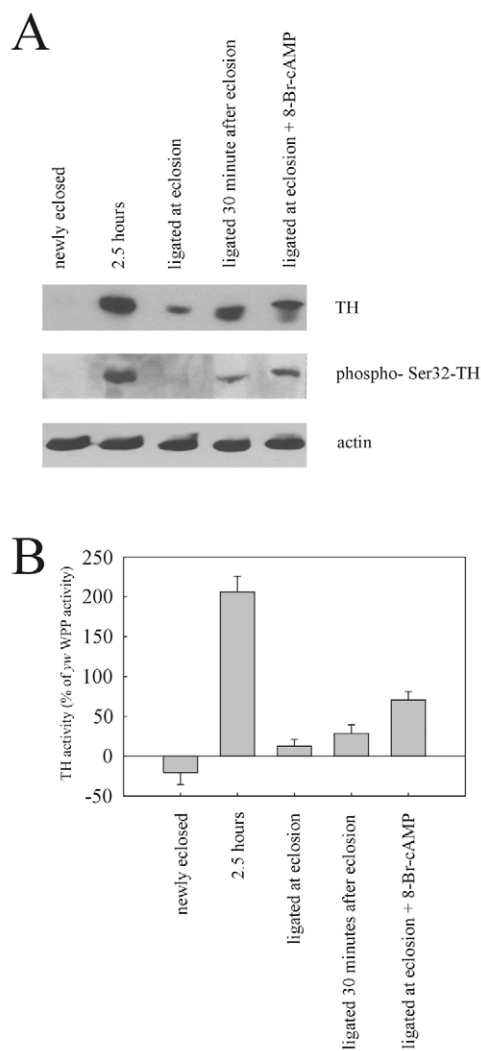 A
newly eclosed
2.5 hours
ligated at eclosion
ligated 30 minute after eclosion
ligated at eclosion + 8-Br-cAMP
TH
phospho- Ser32-TH
actin
B
TH activity (% of yw WPP activity)
250
200
150
100
50
0
-50
newly eclosed
2.5 hours
ligated at eclosion
ligated 30 minutes after eclosion
ligated at eclosion + 8-Br-cAMP